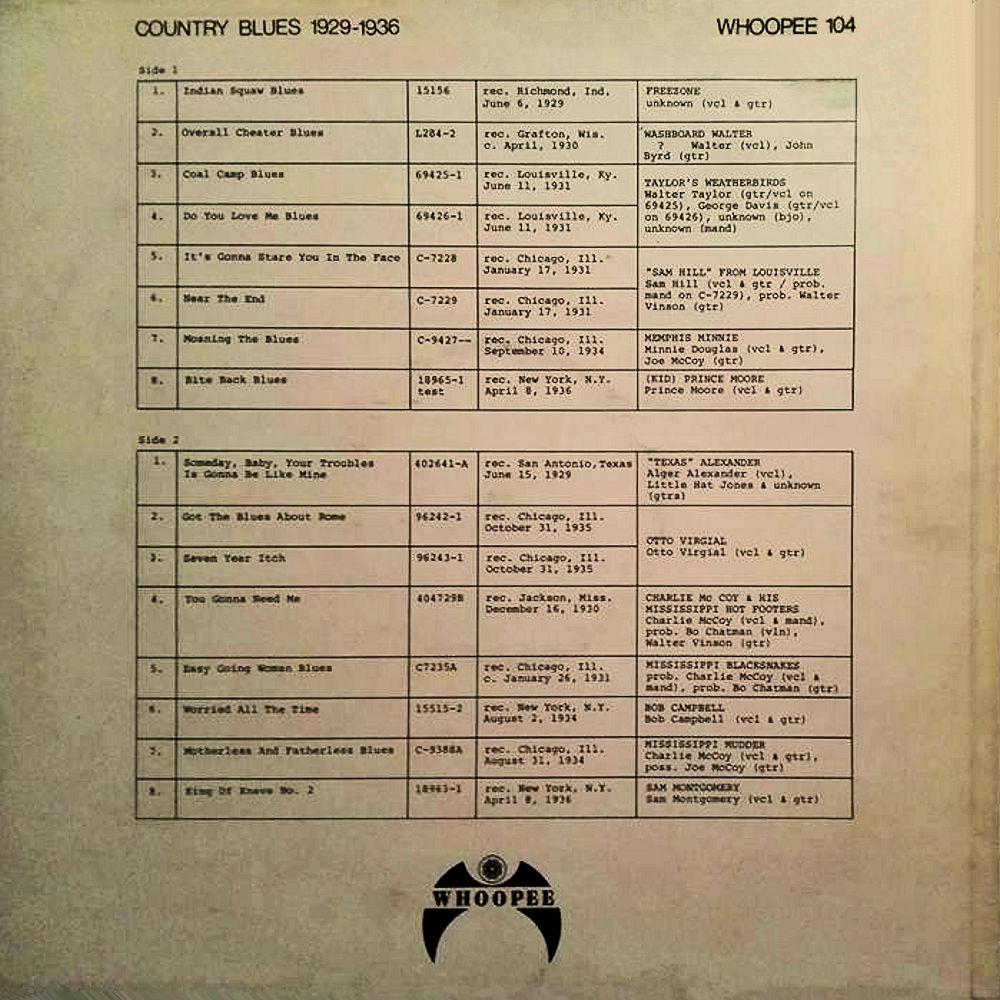 COUNTRY BLUES 1929-1936
WHOOPEE 104
Side 1
1. Indian Squaw Blues 15156 rec. Richmond, Ind. FREEZONE
June 6, 1929 unknown (vcl & gtr)
2. Overall Cheater Blues L284-2 rec. Grafton, Wis. WASHBOARD WALTER
c. April, 1930 ? Walter (vcl), John
Byrd (gtr)
3. Coal Camp Blues 69425-1 rec. Louisville, Ky.
June 11, 1931
TAYLOR'S WEATHERBIRDS
Walter Taylor (gtr/vcl on
69425), George Davis (gtr/vcl
on 69426), unknown (bjo),
unknown (mand)
4. Do You Love Me Blues 69426-1 rec. Louisville, Ky.
June 11, 1931
5. It's Gonna Stare You In The Face C-7228 rec. Chicago, Ill.
January 17, 1931
"SAM HILL" FROM LOUISVILLE
Sam Hill (vcl & gtr / prob.
mand on C-7229), prob. Walter
Vinson (gtr)
6. Near The End C-7229 rec. Chicago, Ill.
January 17, 1931
7. Moaning The Blues C-9427-- rec. Chicago, Ill. MEMPHIS MINNIE
September 10, 1934 Minnie Douglas (vcl & gtr),
Joe McCoy (gtr)
8. Bite Back Blues 18965-1 rec. New York, N.Y. (KID) PRINCE MOORE
test April 8, 1936 Prince Moore (vcl & gtr)
Side 2
1. Someday, Baby, Your Troubles 402641-A rec. San Antonio, Texas "TEXAS" ALEXANDER
Is Gonna Be Like Mine June 15, 1929 Alger Alexander (vcl),
Little Hat Jones & unknown
(gtrs)
2. Got The Blues About Rome 96242-1 rec. Chicago, Ill.
October 31, 1935
OTTO VIRGIAL
Otto Virgial (vcl & gtr)
3. Seven Year Itch 96243-1 rec. Chicago, Ill.
October 31, 1935
4. You Gonna Need Me 404729B rec. Jackson, Miss. CHARLIE Mc COY & HIS
December 16, 1930 MISSISSIPPI HOT FOOTERS
Charlie McCoy (vcl & mand),
prob. Bo Chatman (vln),
Walter Vinson (gtr)
5. Easy Going Woman Blues C7235A rec. Chicago, Ill. MISSISSIPPI BLACKSNAKES
c. January 26, 1931 prob. Charlie McCoy (vcl &
mand), prob. Bo Chatman (gtr)
6. Worried All The Time 15515-2 rec. New York, N.Y. BOB CAMPBELL
August 2, 1934 Bob Campbell (vcl & gtr)
7. Motherless And Fatherless Blues C-9388A rec. Chicago, Ill. MISSISSIPPI MUDDER
August 31, 1934 Charlie McCoy (vcl & gtr),
poss. Joe McCoy (gtr)
8. King Of Knave No. 2 18963-1 rec. New York, N.Y. SAM MONTGOMERY
April 8, 1936 Sam Montgomery (vcl & gtr)
WHOOPEE